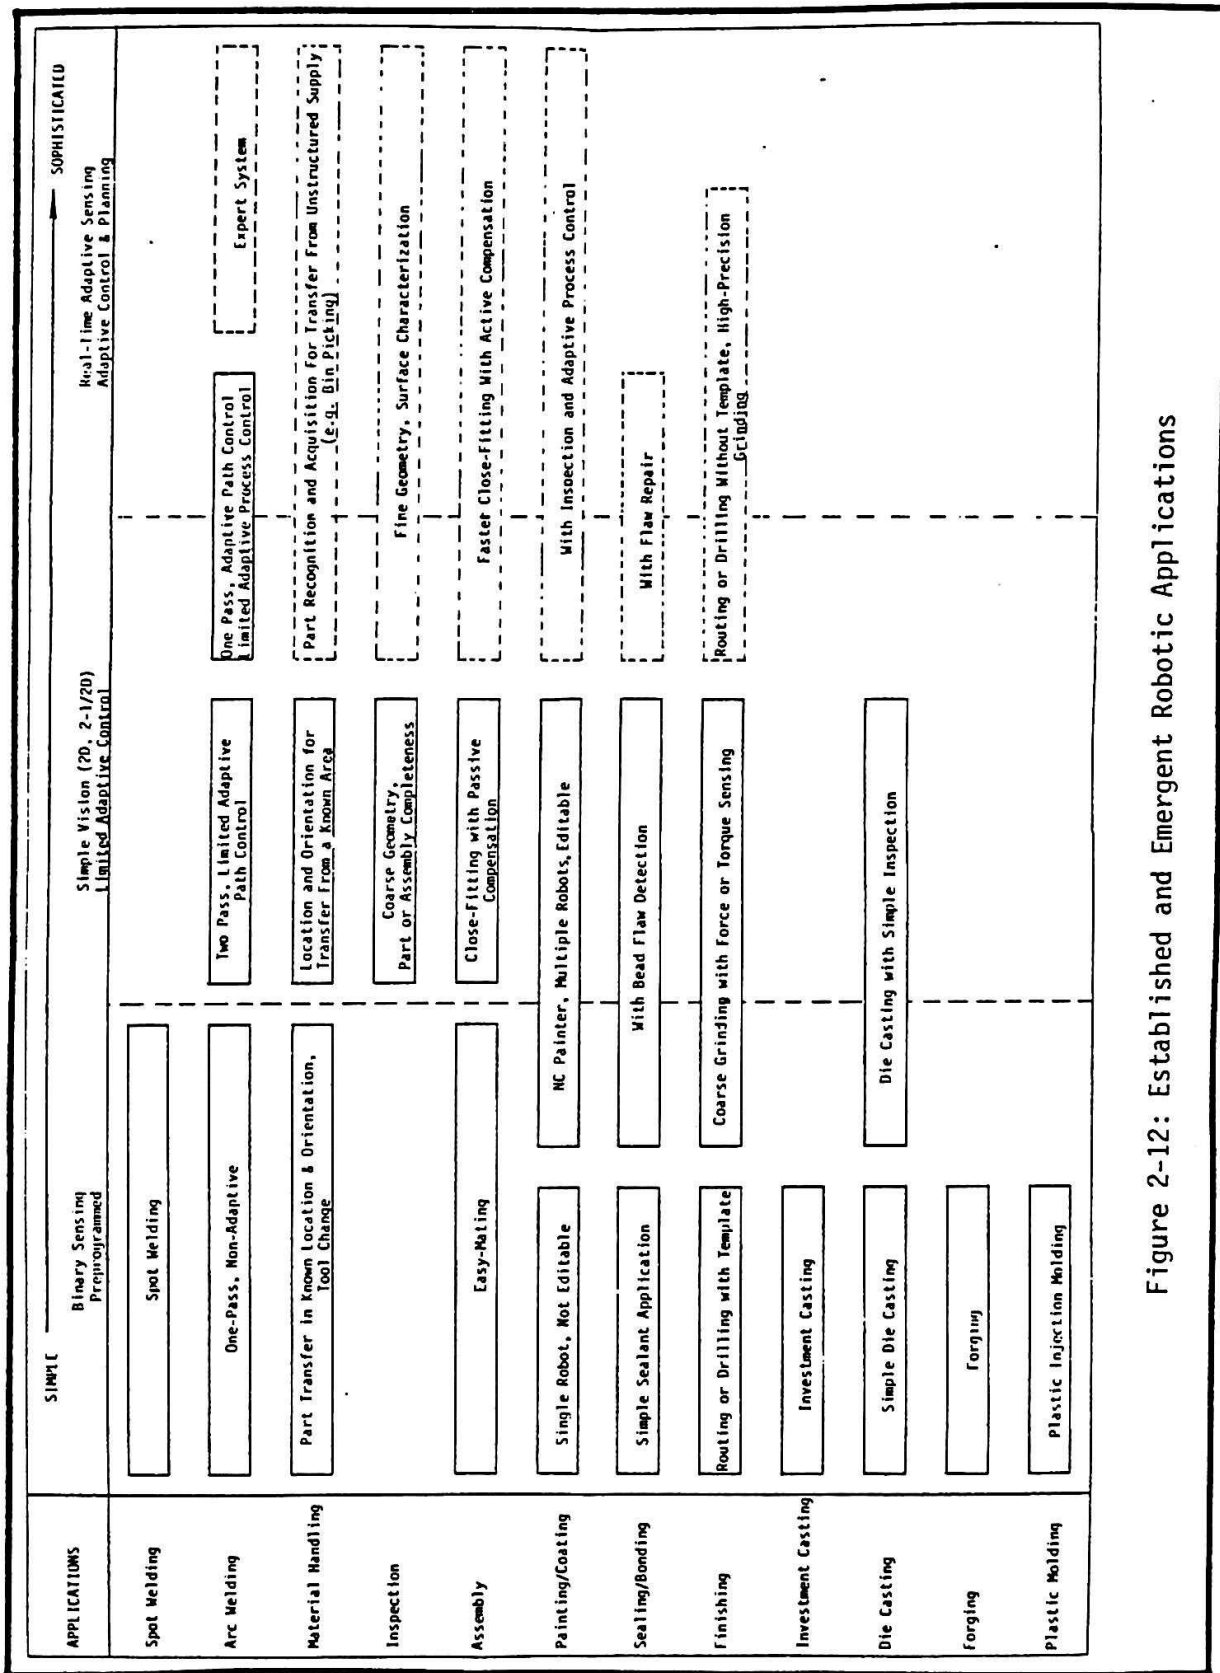 SIMPLE
SOPHISTICATED
APPLICATIONS
Binary Sensing
Preprogrammed
Simple Vision (2D, 2-1/2D)
Limited Adaptive Control
Real-Time Adaptive Sensing
Adaptive Control & Planning
Spot Welding
Spot Welding
Arc Welding
One-Pass, Non-Adaptive
Two Pass, Limited Adaptive
Path Control
One Pass, Adaptive Path Control
Limited Adaptive Process Control
Expert System
Material Handling
Part Transfer in Known Location & Orientation,
Tool Change
Location and Orientation for
Transfer From a Known Area
Part Recognition and Acquisition For Transfer From Unstructured Supply
(e.g. Bin Picking)
Inspection
Coarse Geometry,
Part or Assembly Completeness
Fine Geometry, Surface Characterization
Assembly
Easy-Mating
Close-Fitting with Passive
Compensation
Faster Close-Fitting With Active Compensation
Painting/Coating
Single Robot, Not Editable
NC Painter, Multiple Robots, Editable
With Inspection and Adaptive Process Control
Sealing/Bonding
Simple Sealant Application
With Bead Flaw Detection
With Flaw Repair
Finishing
Routing or Drilling with Template
Coarse Grinding with Force or Torque Sensing
Routing or Drilling Without Template, High-Precision
Grinding
Investment Casting
Investment Casting
Die Casting
Simple Die Casting
Die Casting with Simple Inspection
Forging
Forging
Plastic Molding
Plastic Injection Molding
Figure 2-12: Established and Emergent Robotic Applications